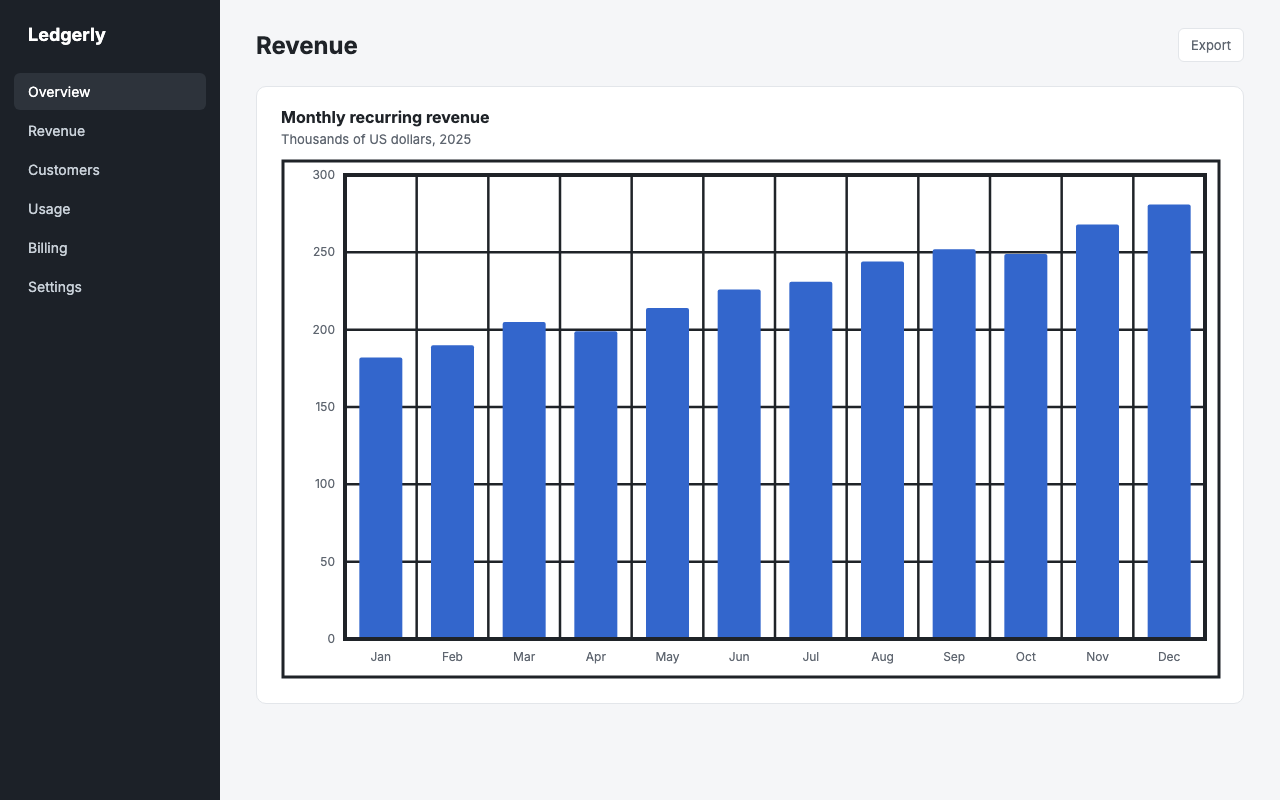 Ledgerly
Overview
Revenue
Customers
Usage
Billing
Settings
Revenue
Export
Monthly recurring revenue
Thousands of US dollars, 2025
300
250
200
150
100
50
0
Jan Feb Mar Apr May Jun Jul Aug Sep Oct Nov Dec